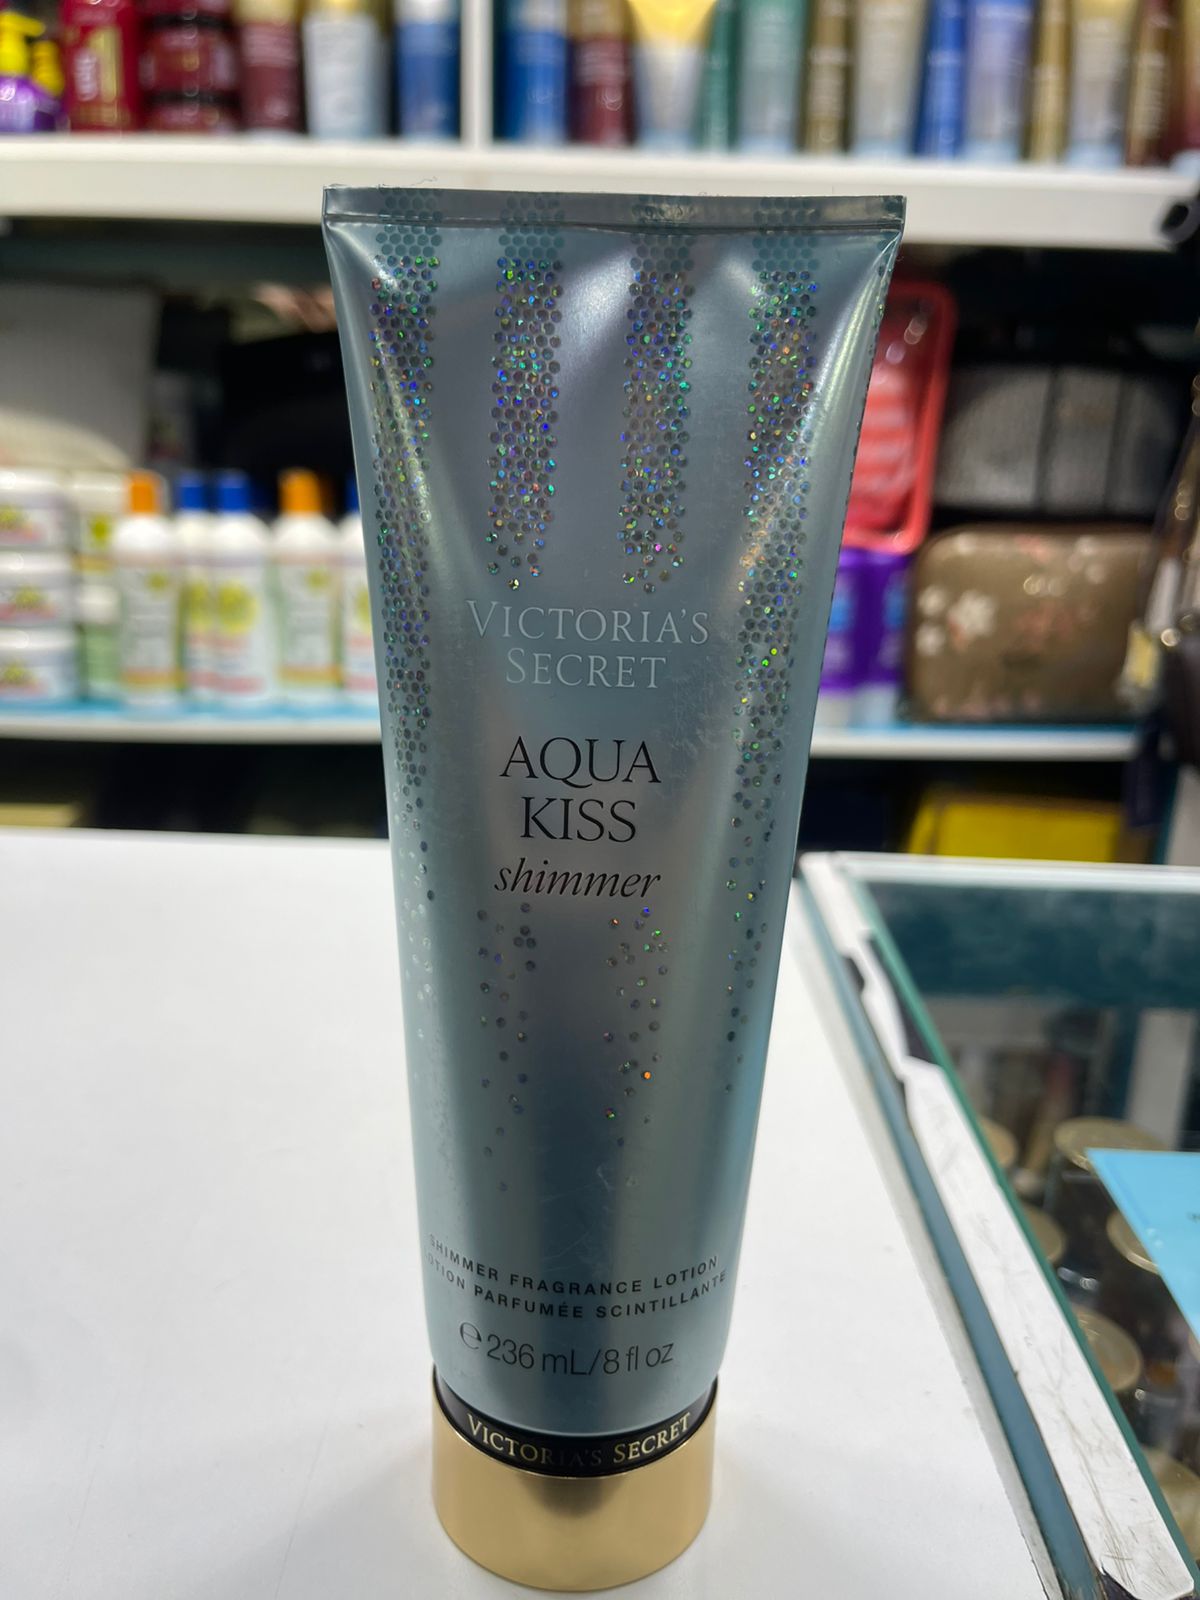 VICTORIA'S
SECRET
AQUA
KISS
shimmer
SHIMMER FRAGRANCE LOTION
LOTION PARFUMÉE SCINTILLANTE
℮ 236 mL/8 fl oz
VICTORIA'S SECRET